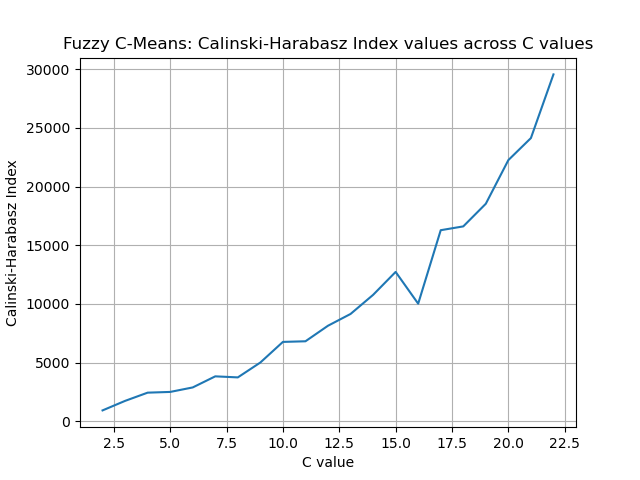 Fuzzy C-Means: Calinski-Harabasz Index values across C values
30000
25000
20000
15000
10000
5000
0
Calinski-Harabasz Index
2.5 5.0 7.5 10.0 12.5 15.0 17.5 20.0 22.5
C value